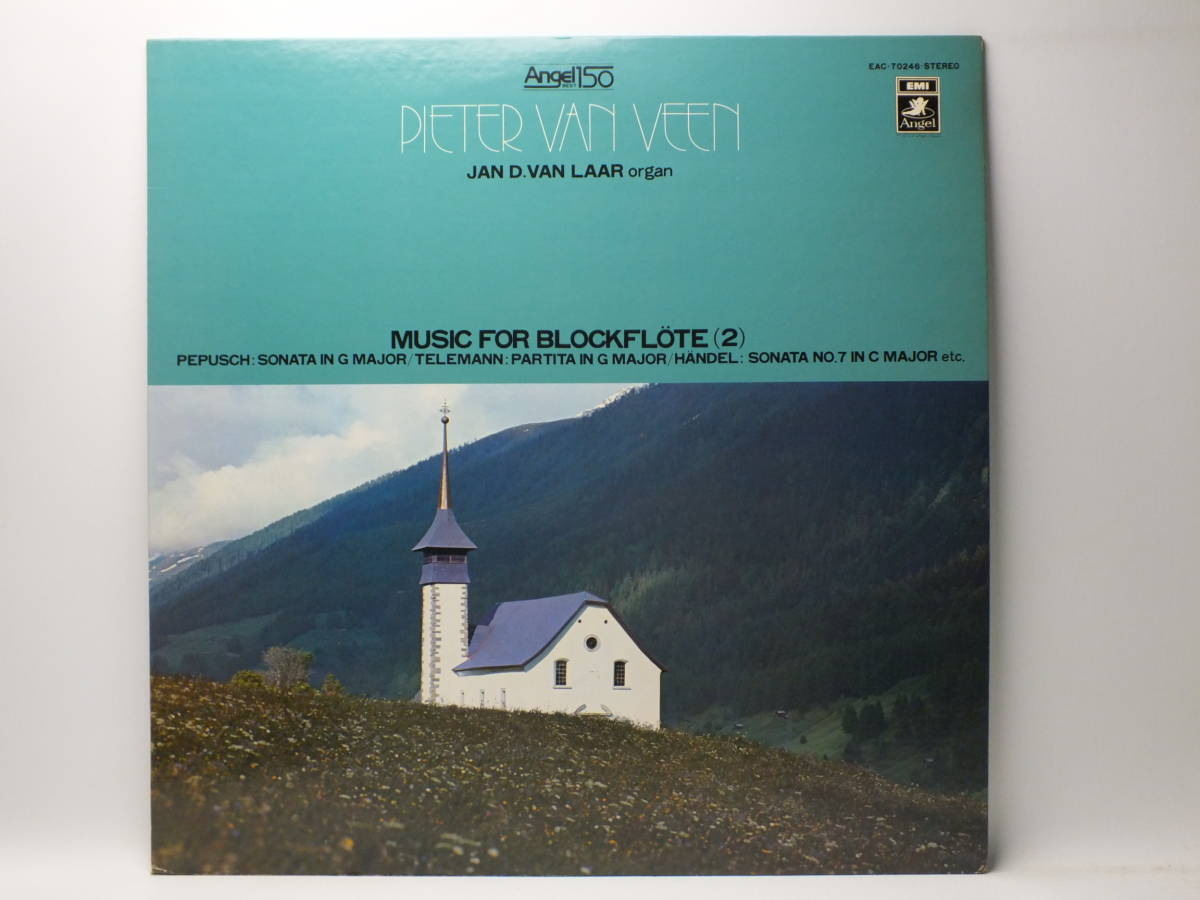 Angel BEST 150
EAC-70246-STEREO
EMI
Angel
PIETER VAN VEEN
JAN D. VAN LAAR organ
MUSIC FOR BLOCKFLÖTE (2)
PEPUSCH: SONATA IN G MAJOR/TELEMANN: PARTITA IN G MAJOR/HÄNDEL: SONATA NO.7 IN C MAJOR etc.